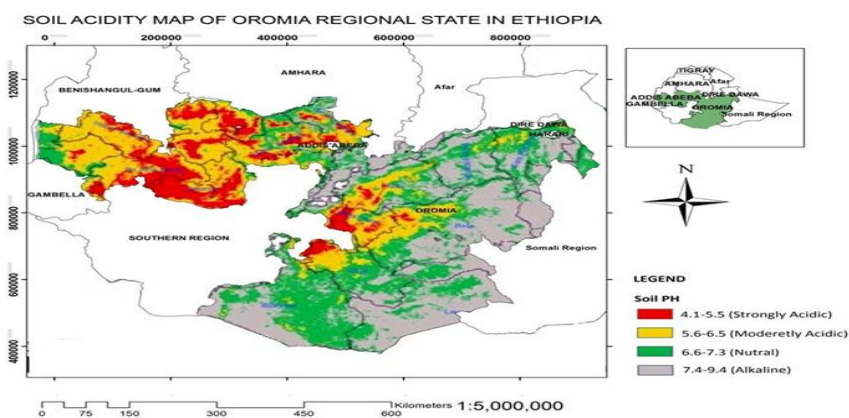 SOIL ACIDITY MAP OF OROMIA REGIONAL STATE IN ETHIOPIA
0 200000 400000 600000 800000
1200000
1000000
800000
600000
400000
AMHARA
Afar
BENISHANGUL-GUM
DIRE DAWA
HARARI
ADDIS ABEBA
GAMBELLA
OROMIA
SOUTHERN REGION
Somali Region
TIGRAY
AMHARA Afar
ADDIS ABEBA DIRE DAWA
GAMBELLA OROMIA
Somali Region
N
LEGEND
Soil PH
4.1-5.5 (Strongly Acidic)
5.6-6.5 (Moderetly Acidic)
6.6-7.3 (Nutral)
7.4-9.4 (Alkaline)
0 75 150 300 450 600
Kilometers 1:5,000,000